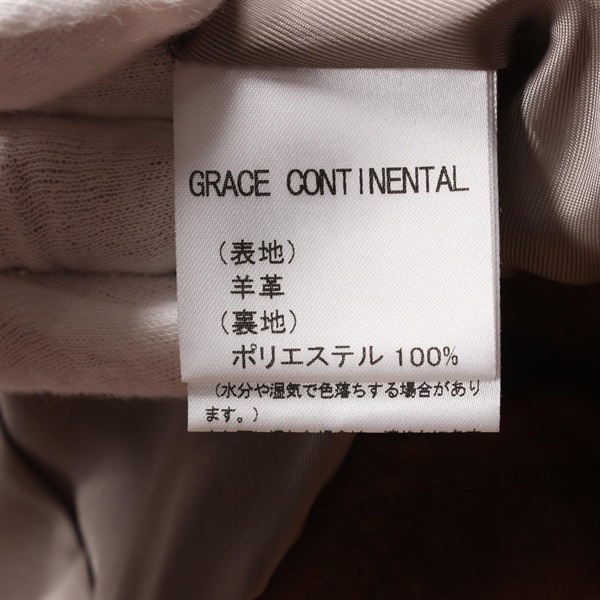 GRACE CONTINENTAL
(表地)
羊革
(裏地)
ポリエステル 100%
(水分や湿気で色落ちする場合があり
ます。)